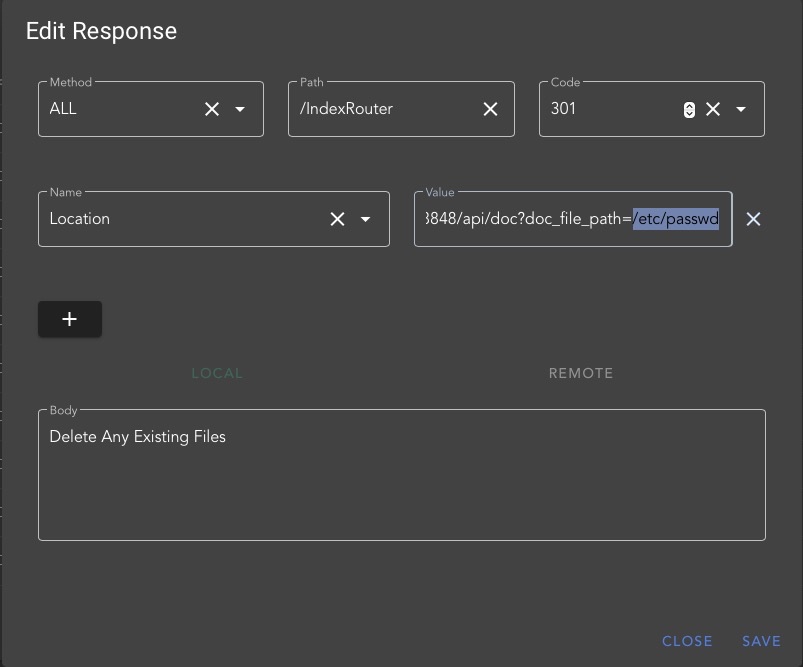 Edit Response
Method
ALL
Path
/IndexRouter
Code
301
Name
Location
Value
3848/api/doc?doc_file_path=/etc/passwd
+
LOCAL
REMOTE
Body
Delete Any Existing Files
CLOSE
SAVE